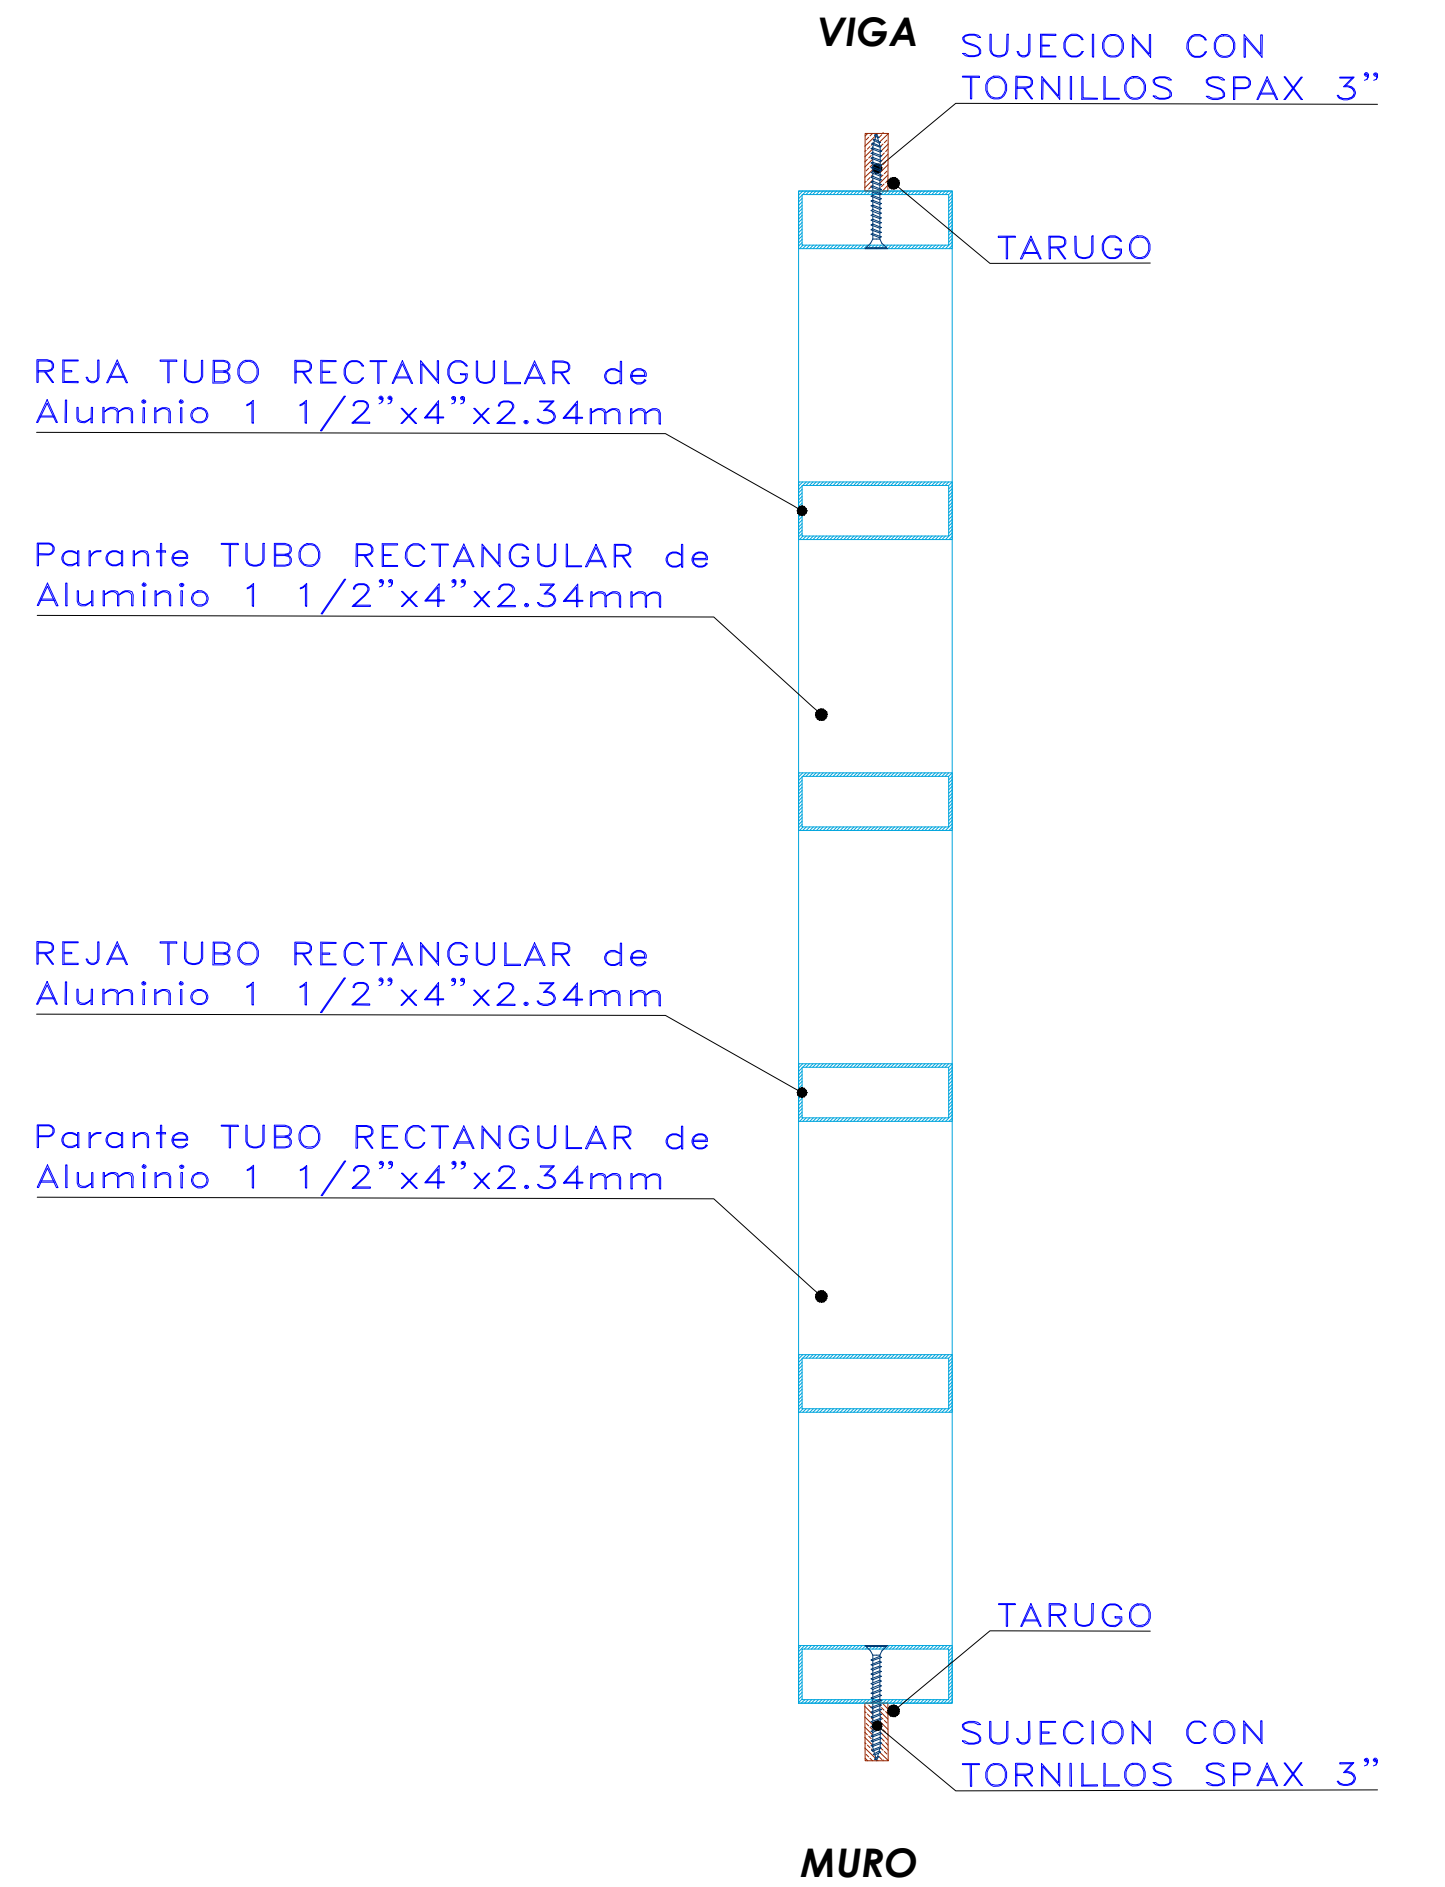 VIGA
SUJECION CON
TORNILLOS SPAX 3"
TARUGO
REJA TUBO RECTANGULAR de
Aluminio 1 1/2"x4"x2.34mm
Parante TUBO RECTANGULAR de
Aluminio 1 1/2"x4"x2.34mm
REJA TUBO RECTANGULAR de
Aluminio 1 1/2"x4"x2.34mm
Parante TUBO RECTANGULAR de
Aluminio 1 1/2"x4"x2.34mm
TARUGO
SUJECION CON
TORNILLOS SPAX 3"
MURO